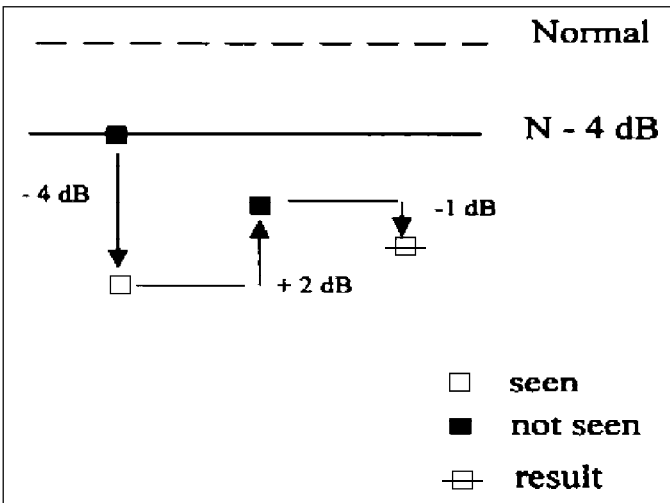 Normal
N - 4 dB
- 4 dB
-1 dB
+ 2 dB
seen
not seen
result